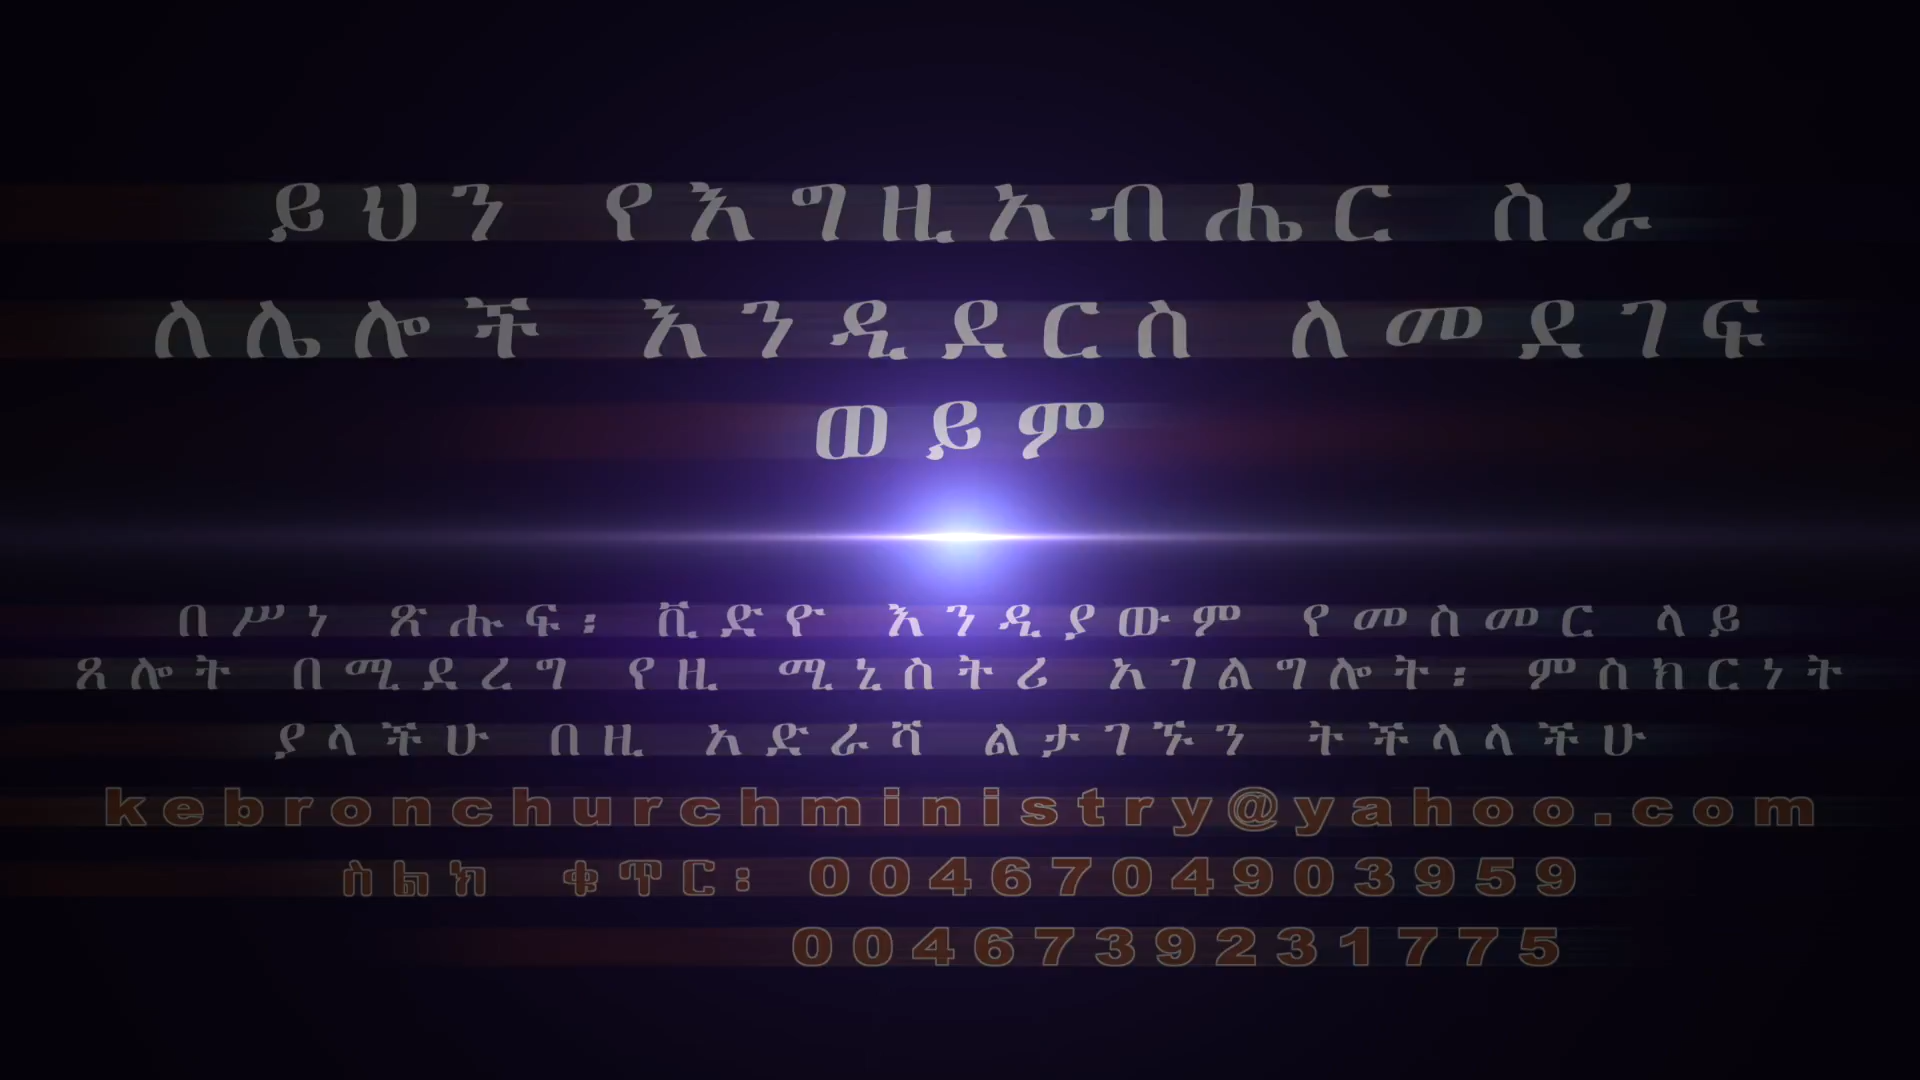 ይህን የእግዚአብሔር ስራ
ለሌሎች እንዲደርስ ለመደገፍ
ወይም
በሥነ ጽሑፍ፡ ቪድዮ እንዲያውም የመስመር ላይ
ጸሎት በሚደረግ የዚ ሚኒስትሪ አገልግሎት፡ ምስክርነት
ያላችሁ በዚ አድራሻ ልታገኙን ትችላላችሁ
kebronchurchministry@yahoo.com
ስልክ ቁጥር፡ 0046704903959
0046739231775